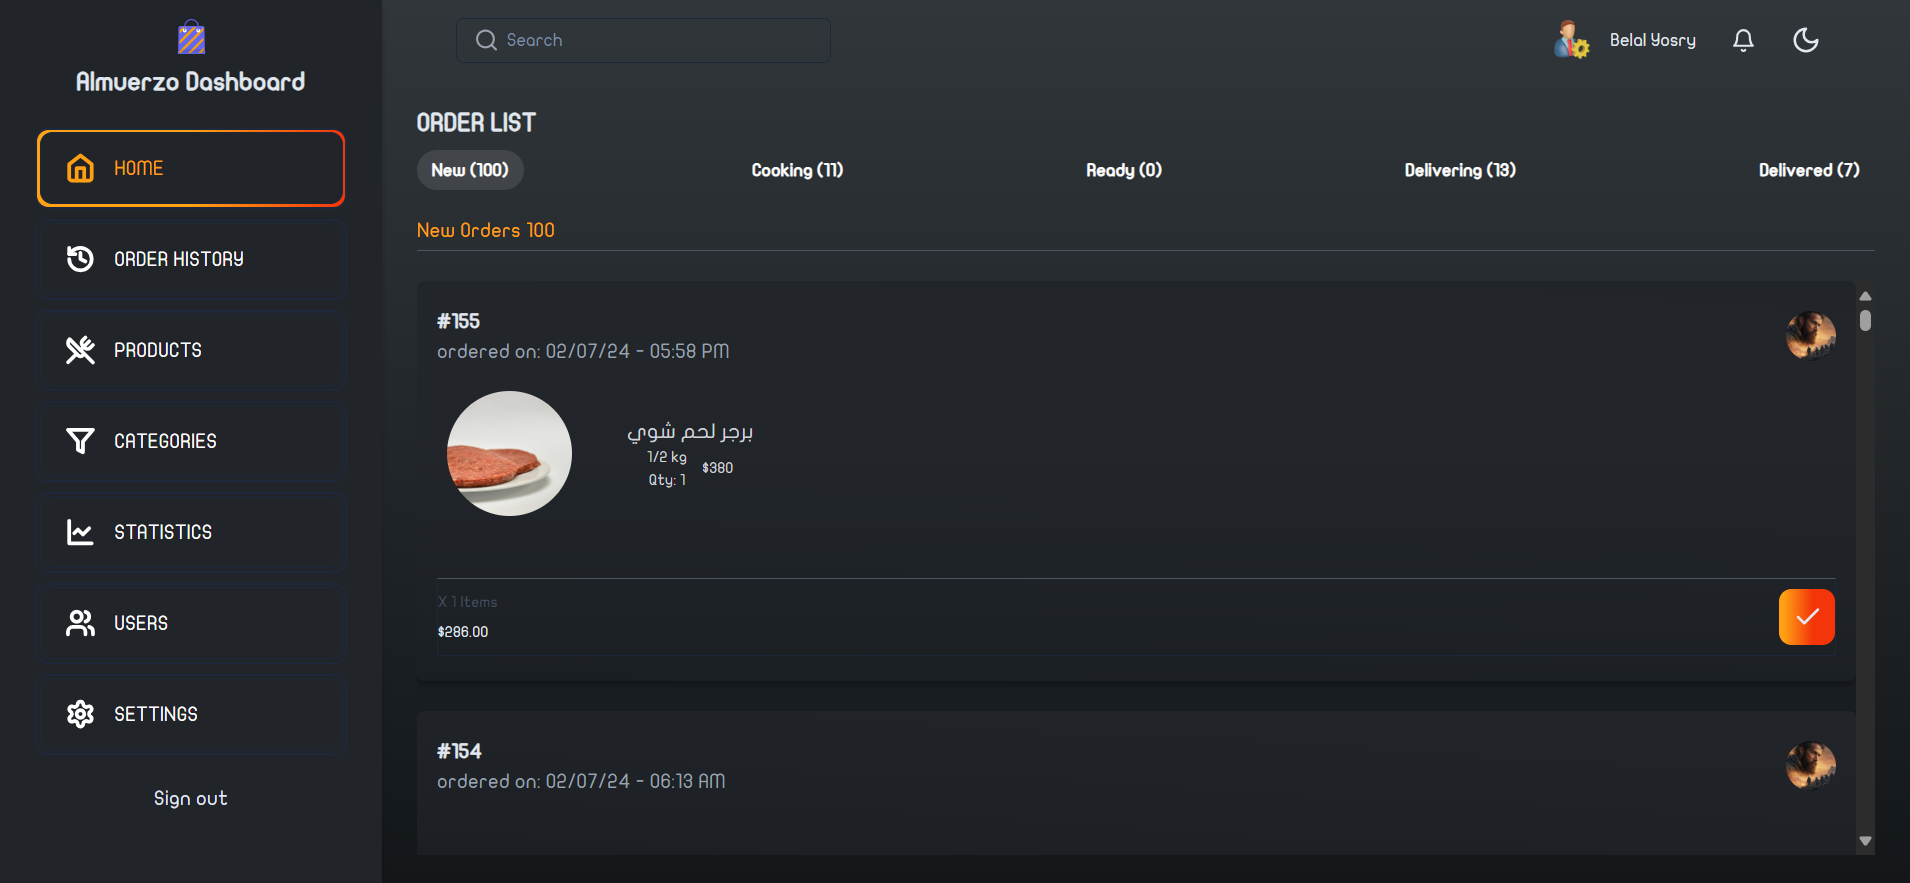 Almuerzo Dashboard
HOME
ORDER HISTORY
PRODUCTS
CATEGORIES
STATISTICS
USERS
SETTINGS
Sign out
Search
Belal Yosry
ORDER LIST
New (100)
Cooking (11)
Ready (0)
Delivering (13)
Delivered (7)
New Orders 100
#155
ordered on: 02/07/24 - 05:58 PM
برجر لحم شوي
1/2 kg
Qty: 1
$380
X 1 Items
$286.00
#154
ordered on: 02/07/24 - 06:13 AM